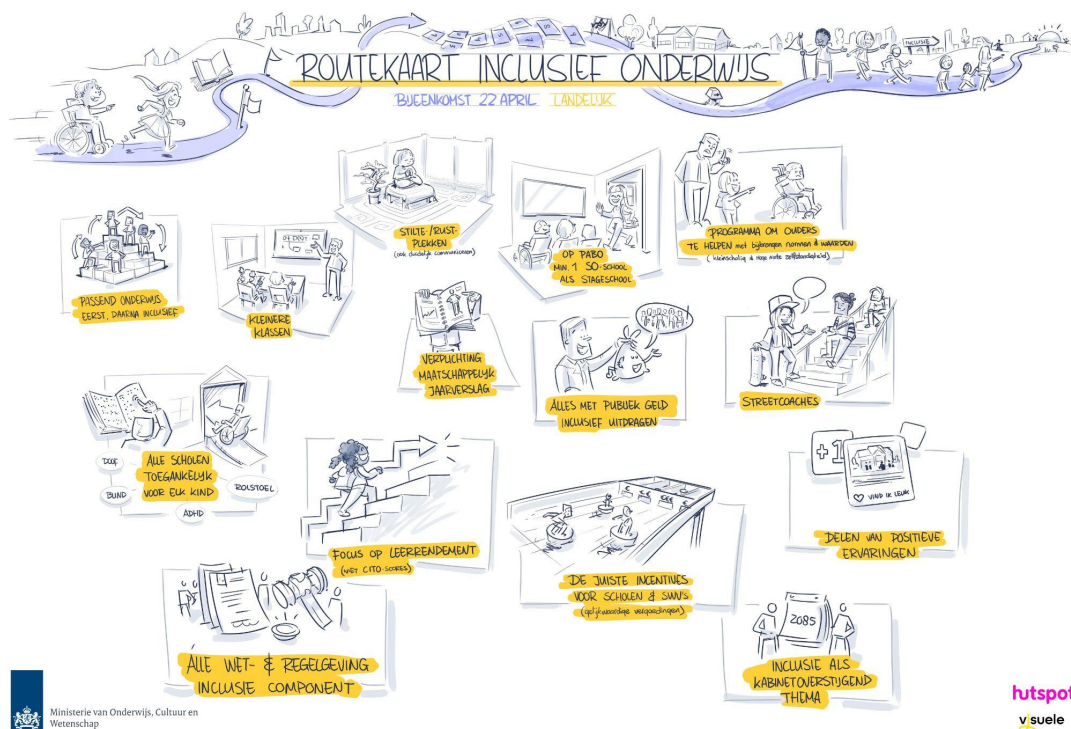 ROUTEKAART INCLUSIEF ONDERWIJS
BIJEENKOMST 22 APRIL LANDELIJK
INCLUSIE
PASSEND ONDERWIJS
EERST, DAARNA INCLUSIEF
KLEINERE
KLASSEN
STILTE-/RUST-
PLEKKEN
(ook duidelijk communiceren)
OP PABO
MIN. 1 SO-SCHOOL
ALS STAGESCHOOL
PROGRAMMA OM OUDERS
TE HELPEN met bijbrengen normen & WAARDEN
(kleinschalig & hoge mate zelfstandigheid)
VERPLICHTING
MAATSCHAPPELIJK
JAARVERSLAG
ALLES MET PUBLIEK GELD
INCLUSIEF UITDRAGEN
STREETCOACHES
ALLE SCHOLEN
TOEGANKELIJK
VOOR ELK KIND
DOOF
BLIND
ADHD
ROLSTOEL
FOCUS OP LEERRENDEMENT
(MET CITO-SCORES)
DE JUISTE INCENTIVES
VOOR SCHOLEN & SWV'S
(gelijkwaardige vergoedingen)
+1
VIND IK LEUK
DELEN VAN POSITIEVE
ERVARINGEN
ALLE WET- & REGELGEVING
INCLUSIE COMPONENT
2085
INCLUSIE ALS
KABINETOVERSTIJGEND
THEMA
Ministerie van Onderwijs, Cultuur en
Wetenschap
hutspot
visuele